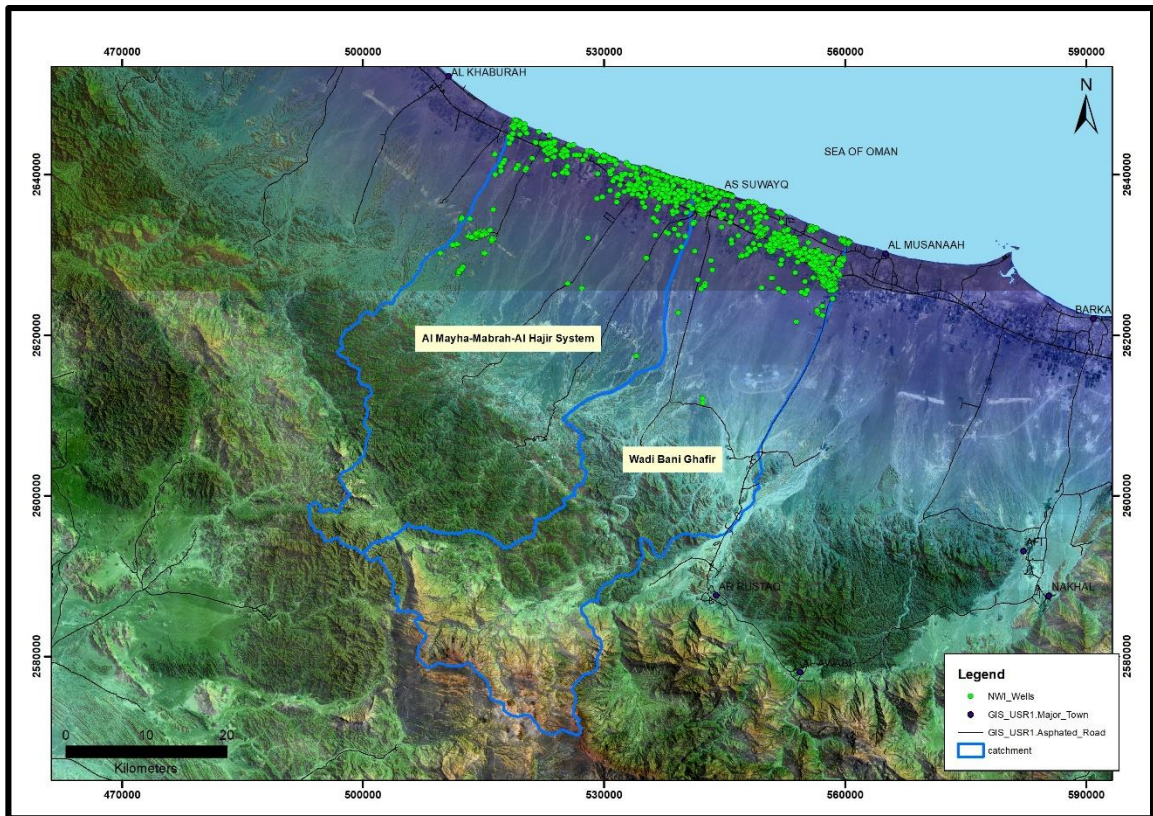 470000
500000
530000
560000
590000
AL KHABURAH
N
SEA OF OMAN
2640000
2640000
AS SUWAYQ
AL MUSANAAH
BARKA
2620000
2620000
Al Mayha-Mabrah-Al Hajir System
Wadi Bani Ghafir
2600000
2600000
AR RUSTAQ
NAKHAL
2580000
2580000
Legend
NWI_Wells
GIS_USR1.Major_Town
GIS_USR1.Asphated_Road
catchment
0
10
20
Kilometers
470000
500000
530000
560000
590000